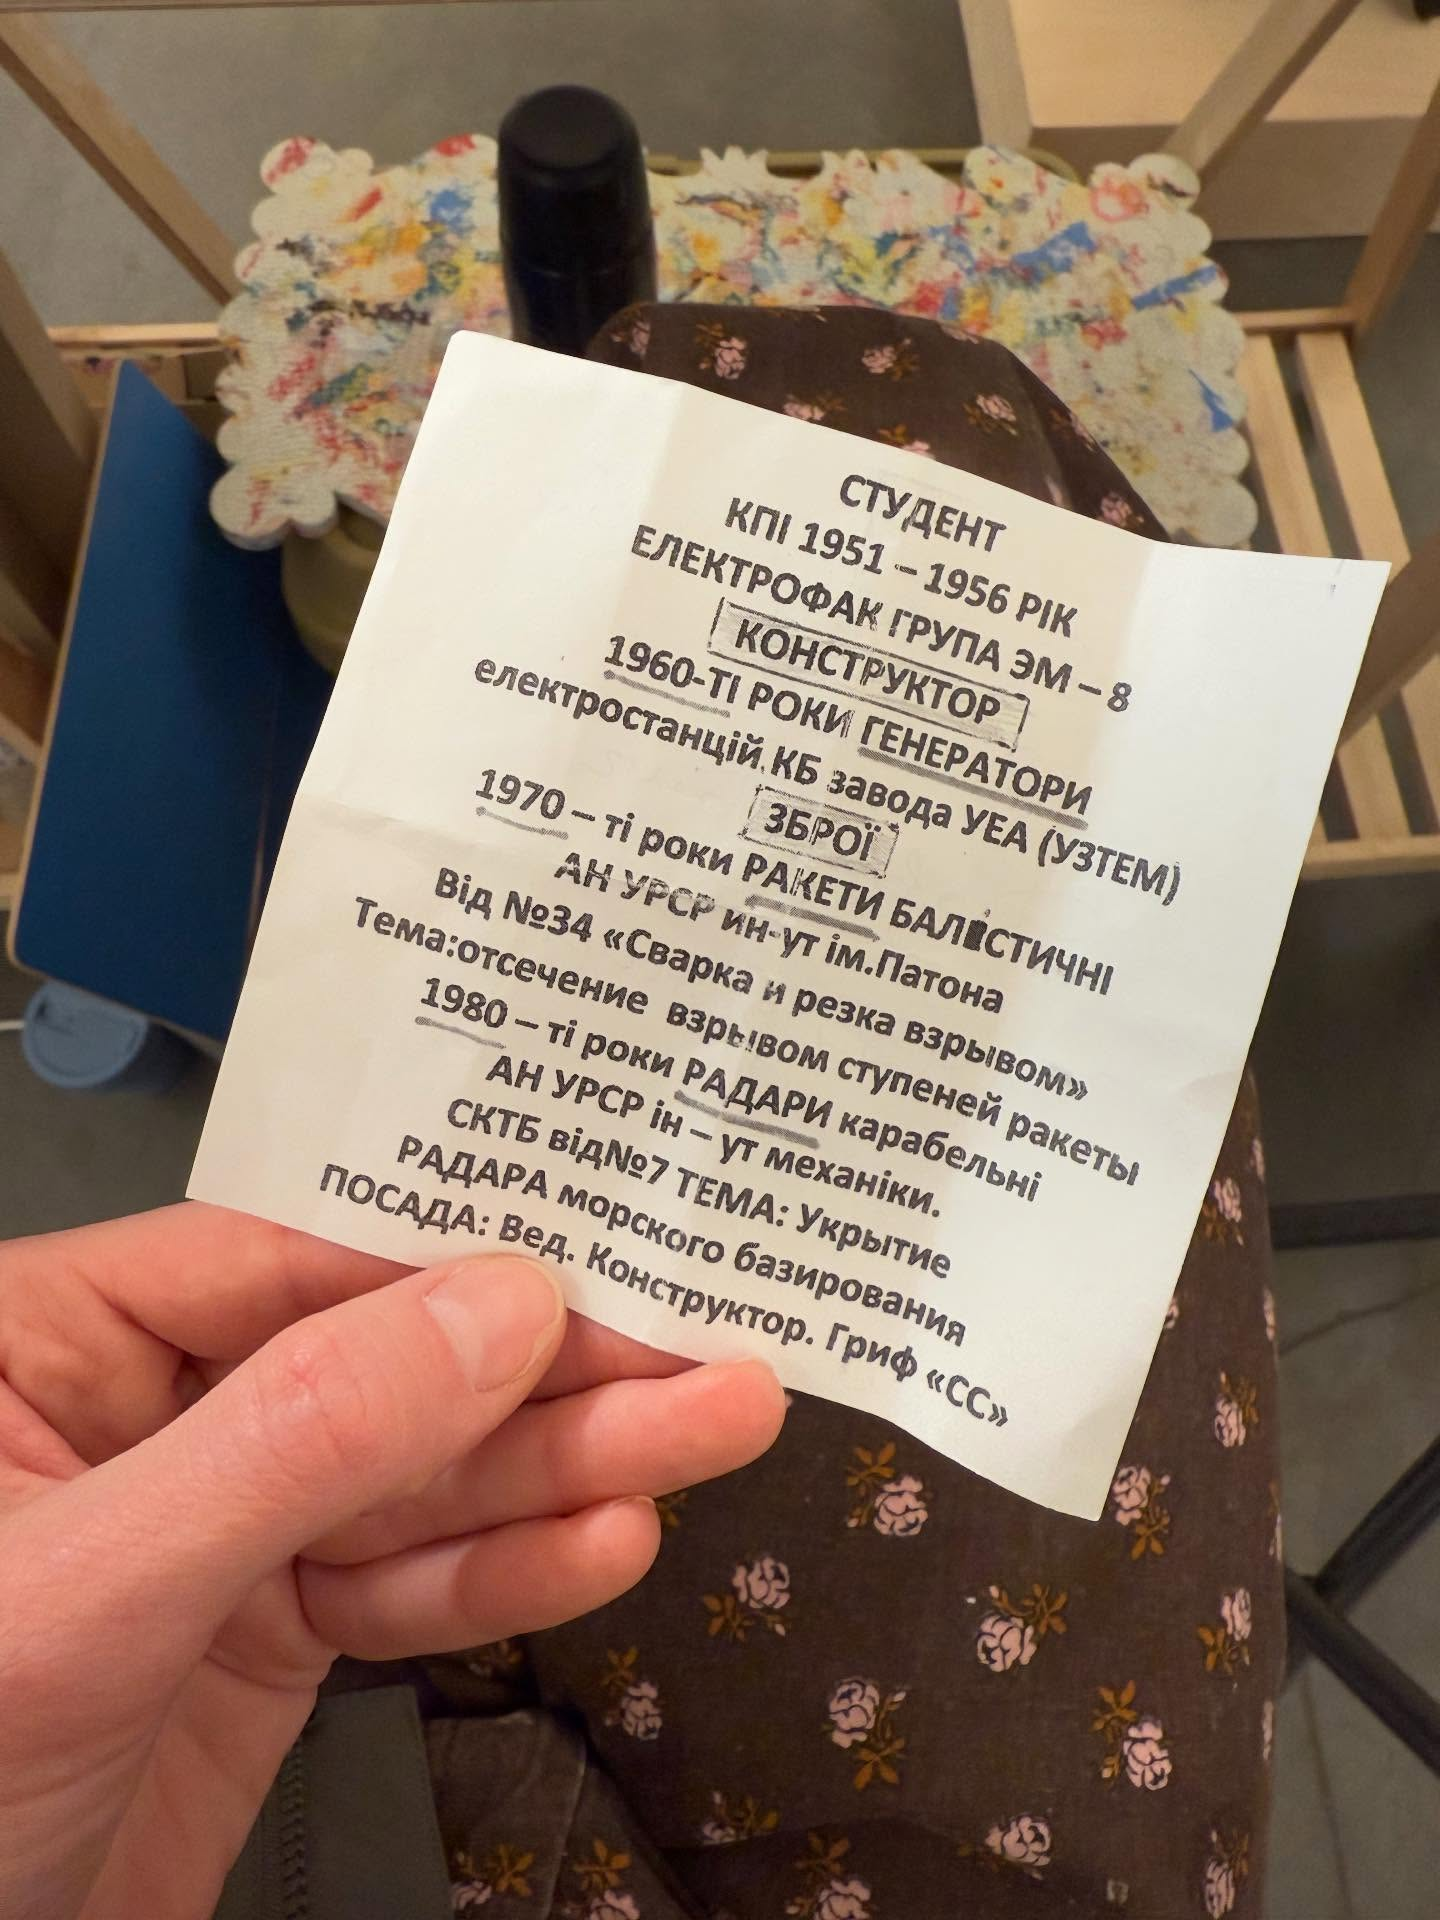 СТУДЕНТ
КПІ 1951 – 1956 РІК
ЕЛЕКТРОФАК ГРУПА ЭМ – 8
КОНСТРУКТОР
1960-ТІ РОКИ ГЕНЕРАТОРИ
електростанцій.КБ завода УЕА (УЗТЕМ)
ЗБРОЇ
1970 – ті роки РАКЕТИ БАЛІСТИЧНІ
АН УРСР ин-ут ім.Патона
Від №34 «Сварка и резка взрывом»
Тема:отсечение взрывом ступеней ракеты
1980 – ті роки РАДАРИ карабельні
АН УРСР ін – ут механіки.
СКТБ від№7 ТЕМА: Укрытие
РАДАРА морского базирования
ПОСАДА: Вед. Конструктор. Гриф «СС»